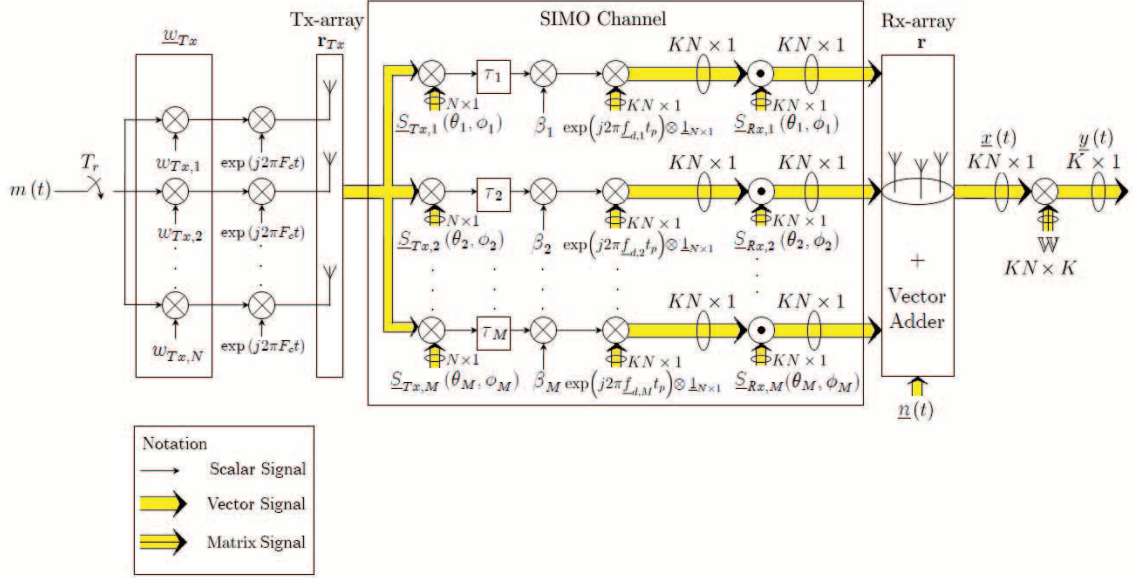 Tx-array
r_Tx
SIMO Channel
Rx-array
r
w_Tx
KN × 1
KN × 1
τ_1
N×1
KN × 1
KN × 1
S_Tx,1 (θ_1, ϕ_1)
β_1
exp(j2πf_d,1 t_p) ⊗ 1_N×1
S_Rx,1 (θ_1, ϕ_1)
m (t)
T_r
w_Tx,1
exp (j2πF_c t)
KN × 1
KN × 1
x (t)
KN × 1
y (t)
K × 1
τ_2
w_Tx,2
exp (j2πF_c t)
N×1
KN × 1
KN × 1
S_Tx,2 (θ_2, ϕ_2)
β_2
exp(j2πf_d,2 t_p) ⊗ 1_N×1
S_Rx,2 (θ_2, ϕ_2)
𝕎
KN × K
+
Vector
Adder
KN × 1
KN × 1
τ_M
w_Tx,N
exp (j2πF_c t)
N×1
KN × 1
KN × 1
S_Tx,M (θ_M, ϕ_M)
β_M
exp(j2πf_d,M t_p) ⊗ 1_N×1
S_Rx,M (θ_M, ϕ_M)
n (t)
Notation
Scalar Signal
Vector Signal
Matrix Signal